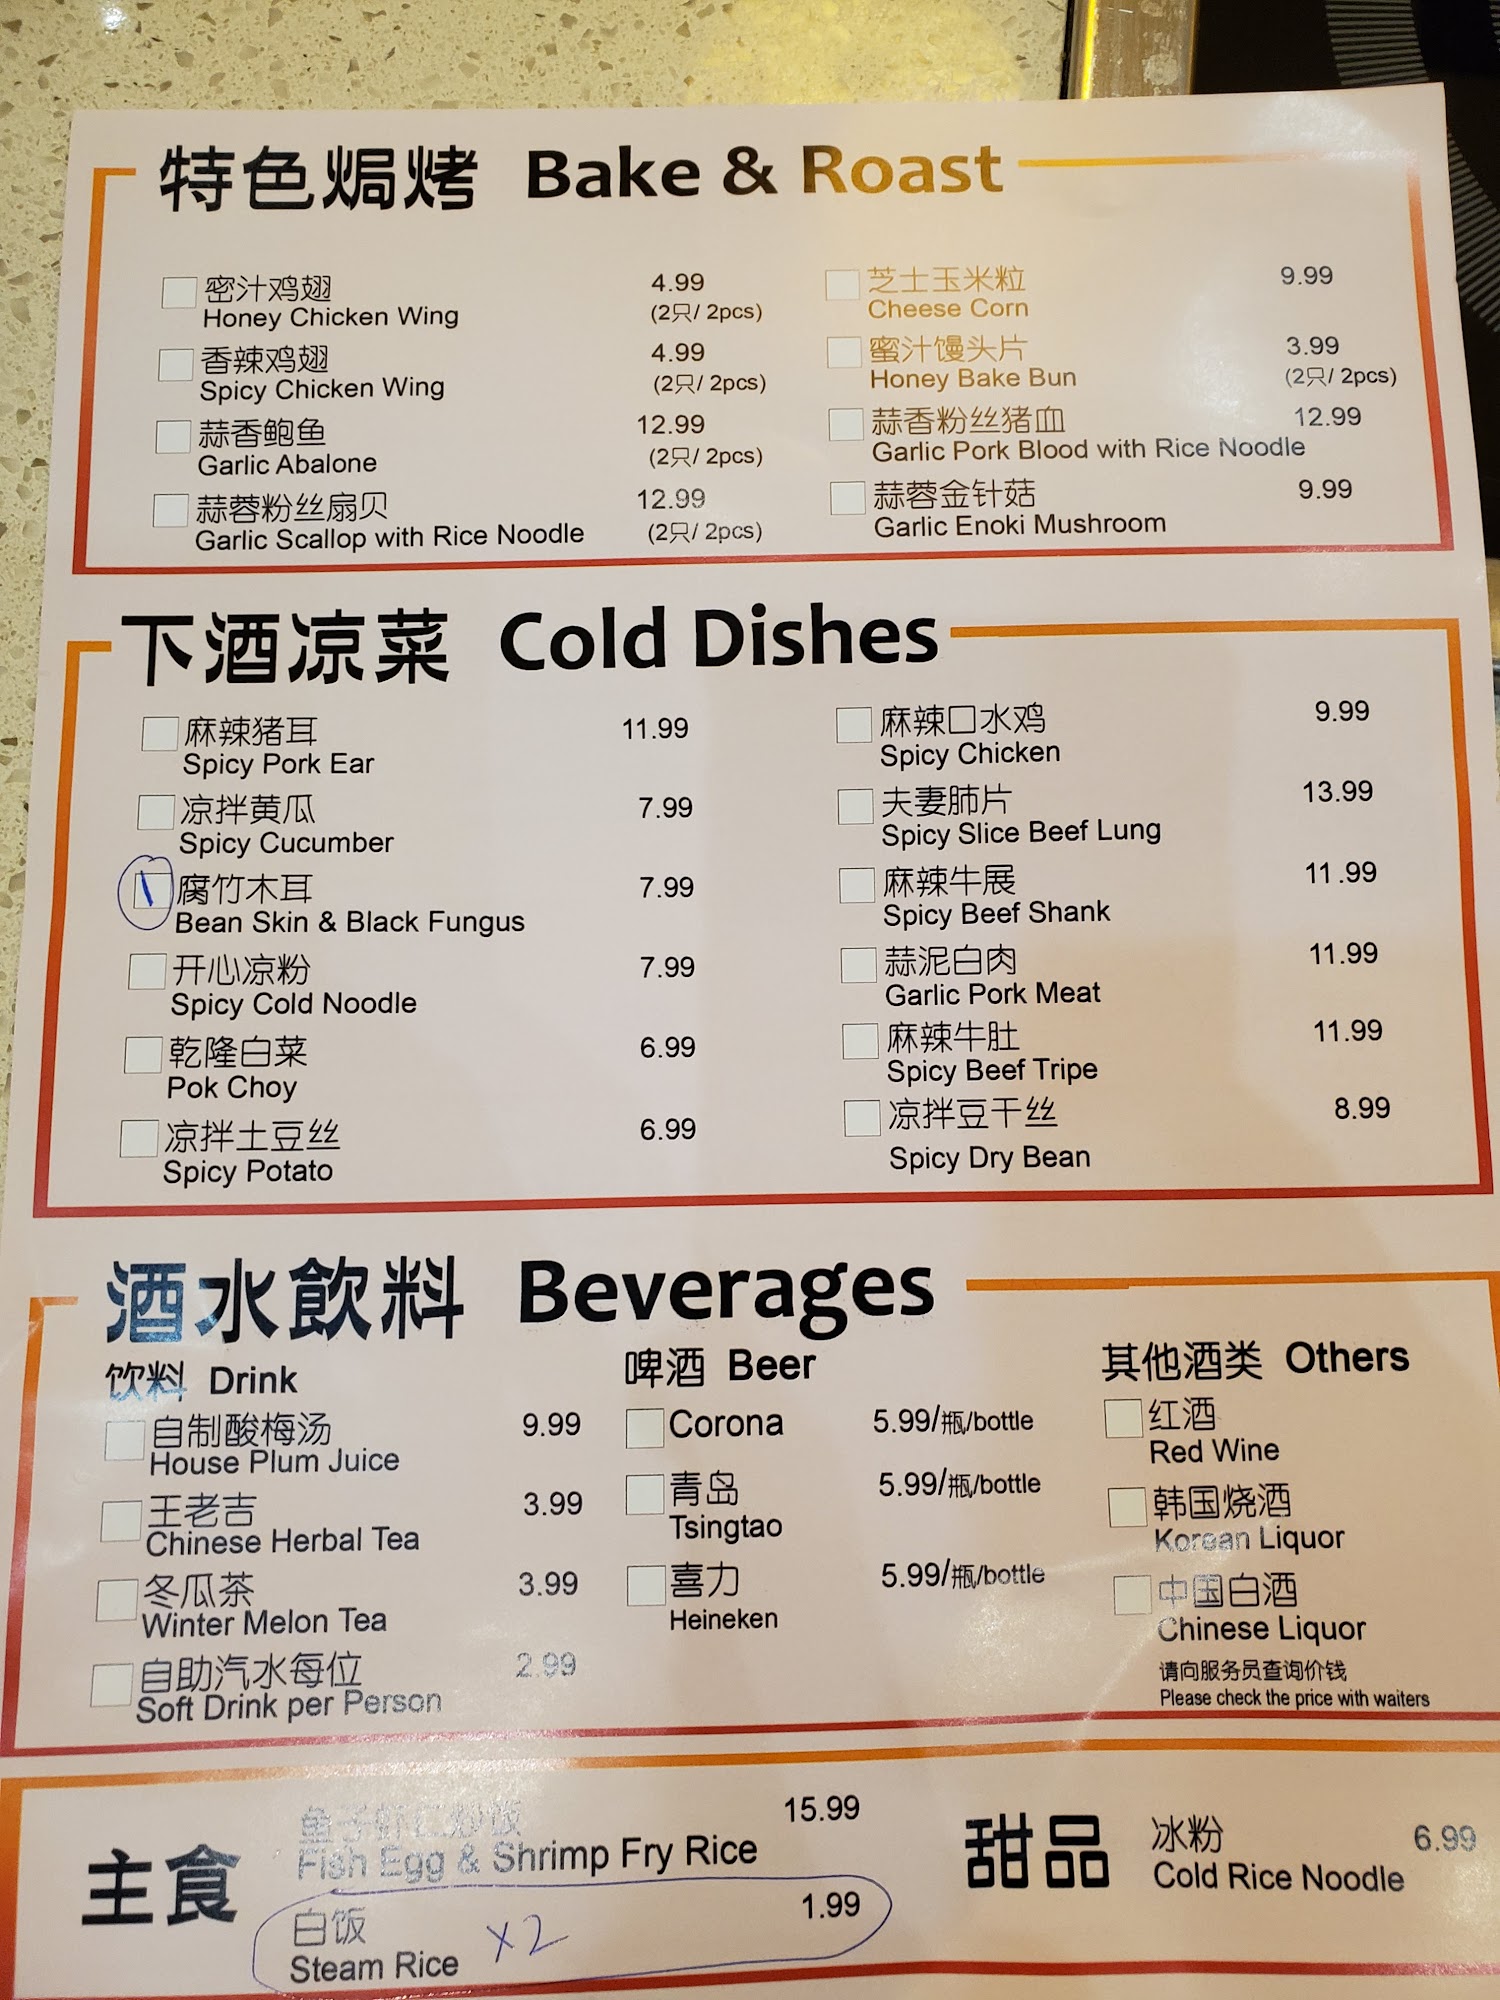 特色焗烤 Bake & Roast
密汁鸡翅 4.99
Honey Chicken Wing (2只/ 2pcs)
香辣鸡翅 4.99
Spicy Chicken Wing (2只/ 2pcs)
蒜香鲍鱼 12.99
Garlic Abalone (2只/ 2pcs)
蒜蓉粉丝扇贝 12.99
Garlic Scallop with Rice Noodle (2只/ 2pcs)
芝士玉米粒 9.99
Cheese Corn
蜜汁馒头片 3.99
Honey Bake Bun (2只/ 2pcs)
蒜香粉丝猪血 12.99
Garlic Pork Blood with Rice Noodle
蒜蓉金针菇 9.99
Garlic Enoki Mushroom
下酒凉菜 Cold Dishes
麻辣猪耳 11.99
Spicy Pork Ear
凉拌黄瓜 7.99
Spicy Cucumber
1 腐竹木耳 7.99
Bean Skin & Black Fungus
开心凉粉 7.99
Spicy Cold Noodle
乾隆白菜 6.99
Pok Choy
凉拌土豆丝 6.99
Spicy Potato
麻辣口水鸡 9.99
Spicy Chicken
夫妻肺片 13.99
Spicy Slice Beef Lung
麻辣牛展 11.99
Spicy Beef Shank
蒜泥白肉 11.99
Garlic Pork Meat
麻辣牛肚 11.99
Spicy Beef Tripe
凉拌豆干丝 8.99
Spicy Dry Bean
酒水飲料 Beverages
饮料 Drink
自制酸梅汤 9.99
House Plum Juice
王老吉 3.99
Chinese Herbal Tea
冬瓜茶 3.99
Winter Melon Tea
自助汽水每位 2.99
Soft Drink per Person
啤酒 Beer
Corona 5.99/瓶/bottle
青岛 5.99/瓶/bottle
Tsingtao
喜力 5.99/瓶/bottle
Heineken
其他酒类 Others
红酒
Red Wine
韩国烧酒
Korean Liquor
中国白酒
Chinese Liquor
请向服务员查询价钱
Please check the price with waiters
主食
鱼子虾仁炒饭 15.99
Fish Egg & Shrimp Fry Rice
白饭 1.99
Steam Rice x2
甜品
冰粉 6.99
Cold Rice Noodle